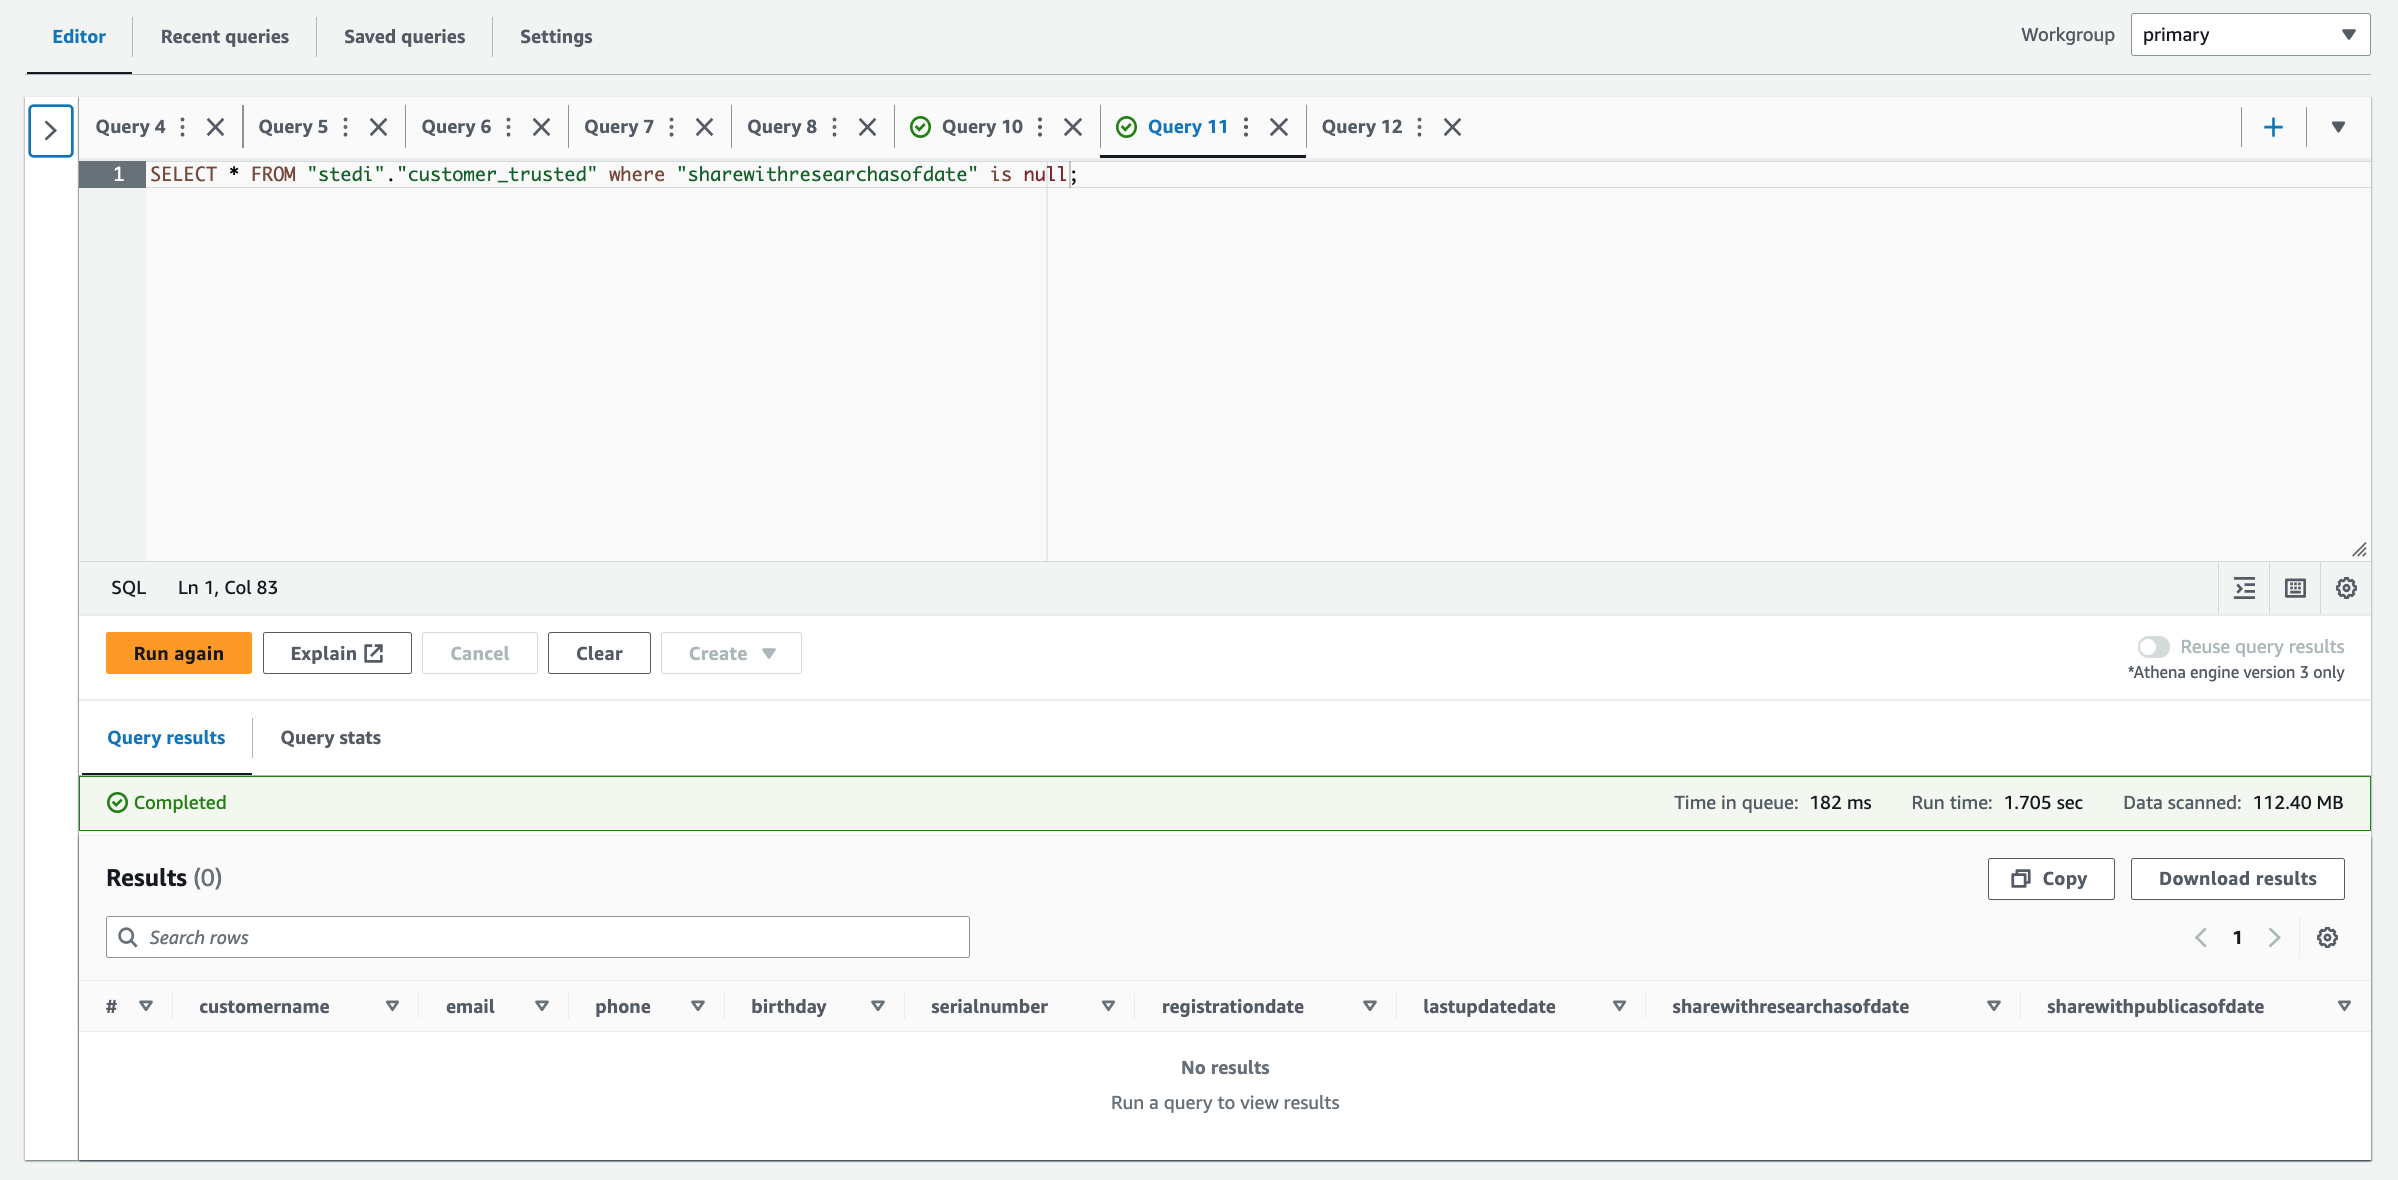 Editor Recent queries Saved queries Settings Workgroup primary
Query 4 Query 5 Query 6 Query 7 Query 8 Query 10 Query 11 Query 12
1 SELECT * FROM "stedi"."customer_trusted" where "sharewithresearchasofdate" is null;
SQL Ln 1, Col 83
Run again Explain Cancel Clear Create Reuse query results
*Athena engine version 3 only
Query results Query stats
Completed Time in queue: 182 ms Run time: 1.705 sec Data scanned: 112.40 MB
Results (0) Copy Download results
Search rows 1
# customername email phone birthday serialnumber registrationdate lastupdatedate sharewithresearchasofdate sharewithpublicasofdate
No results
Run a query to view results